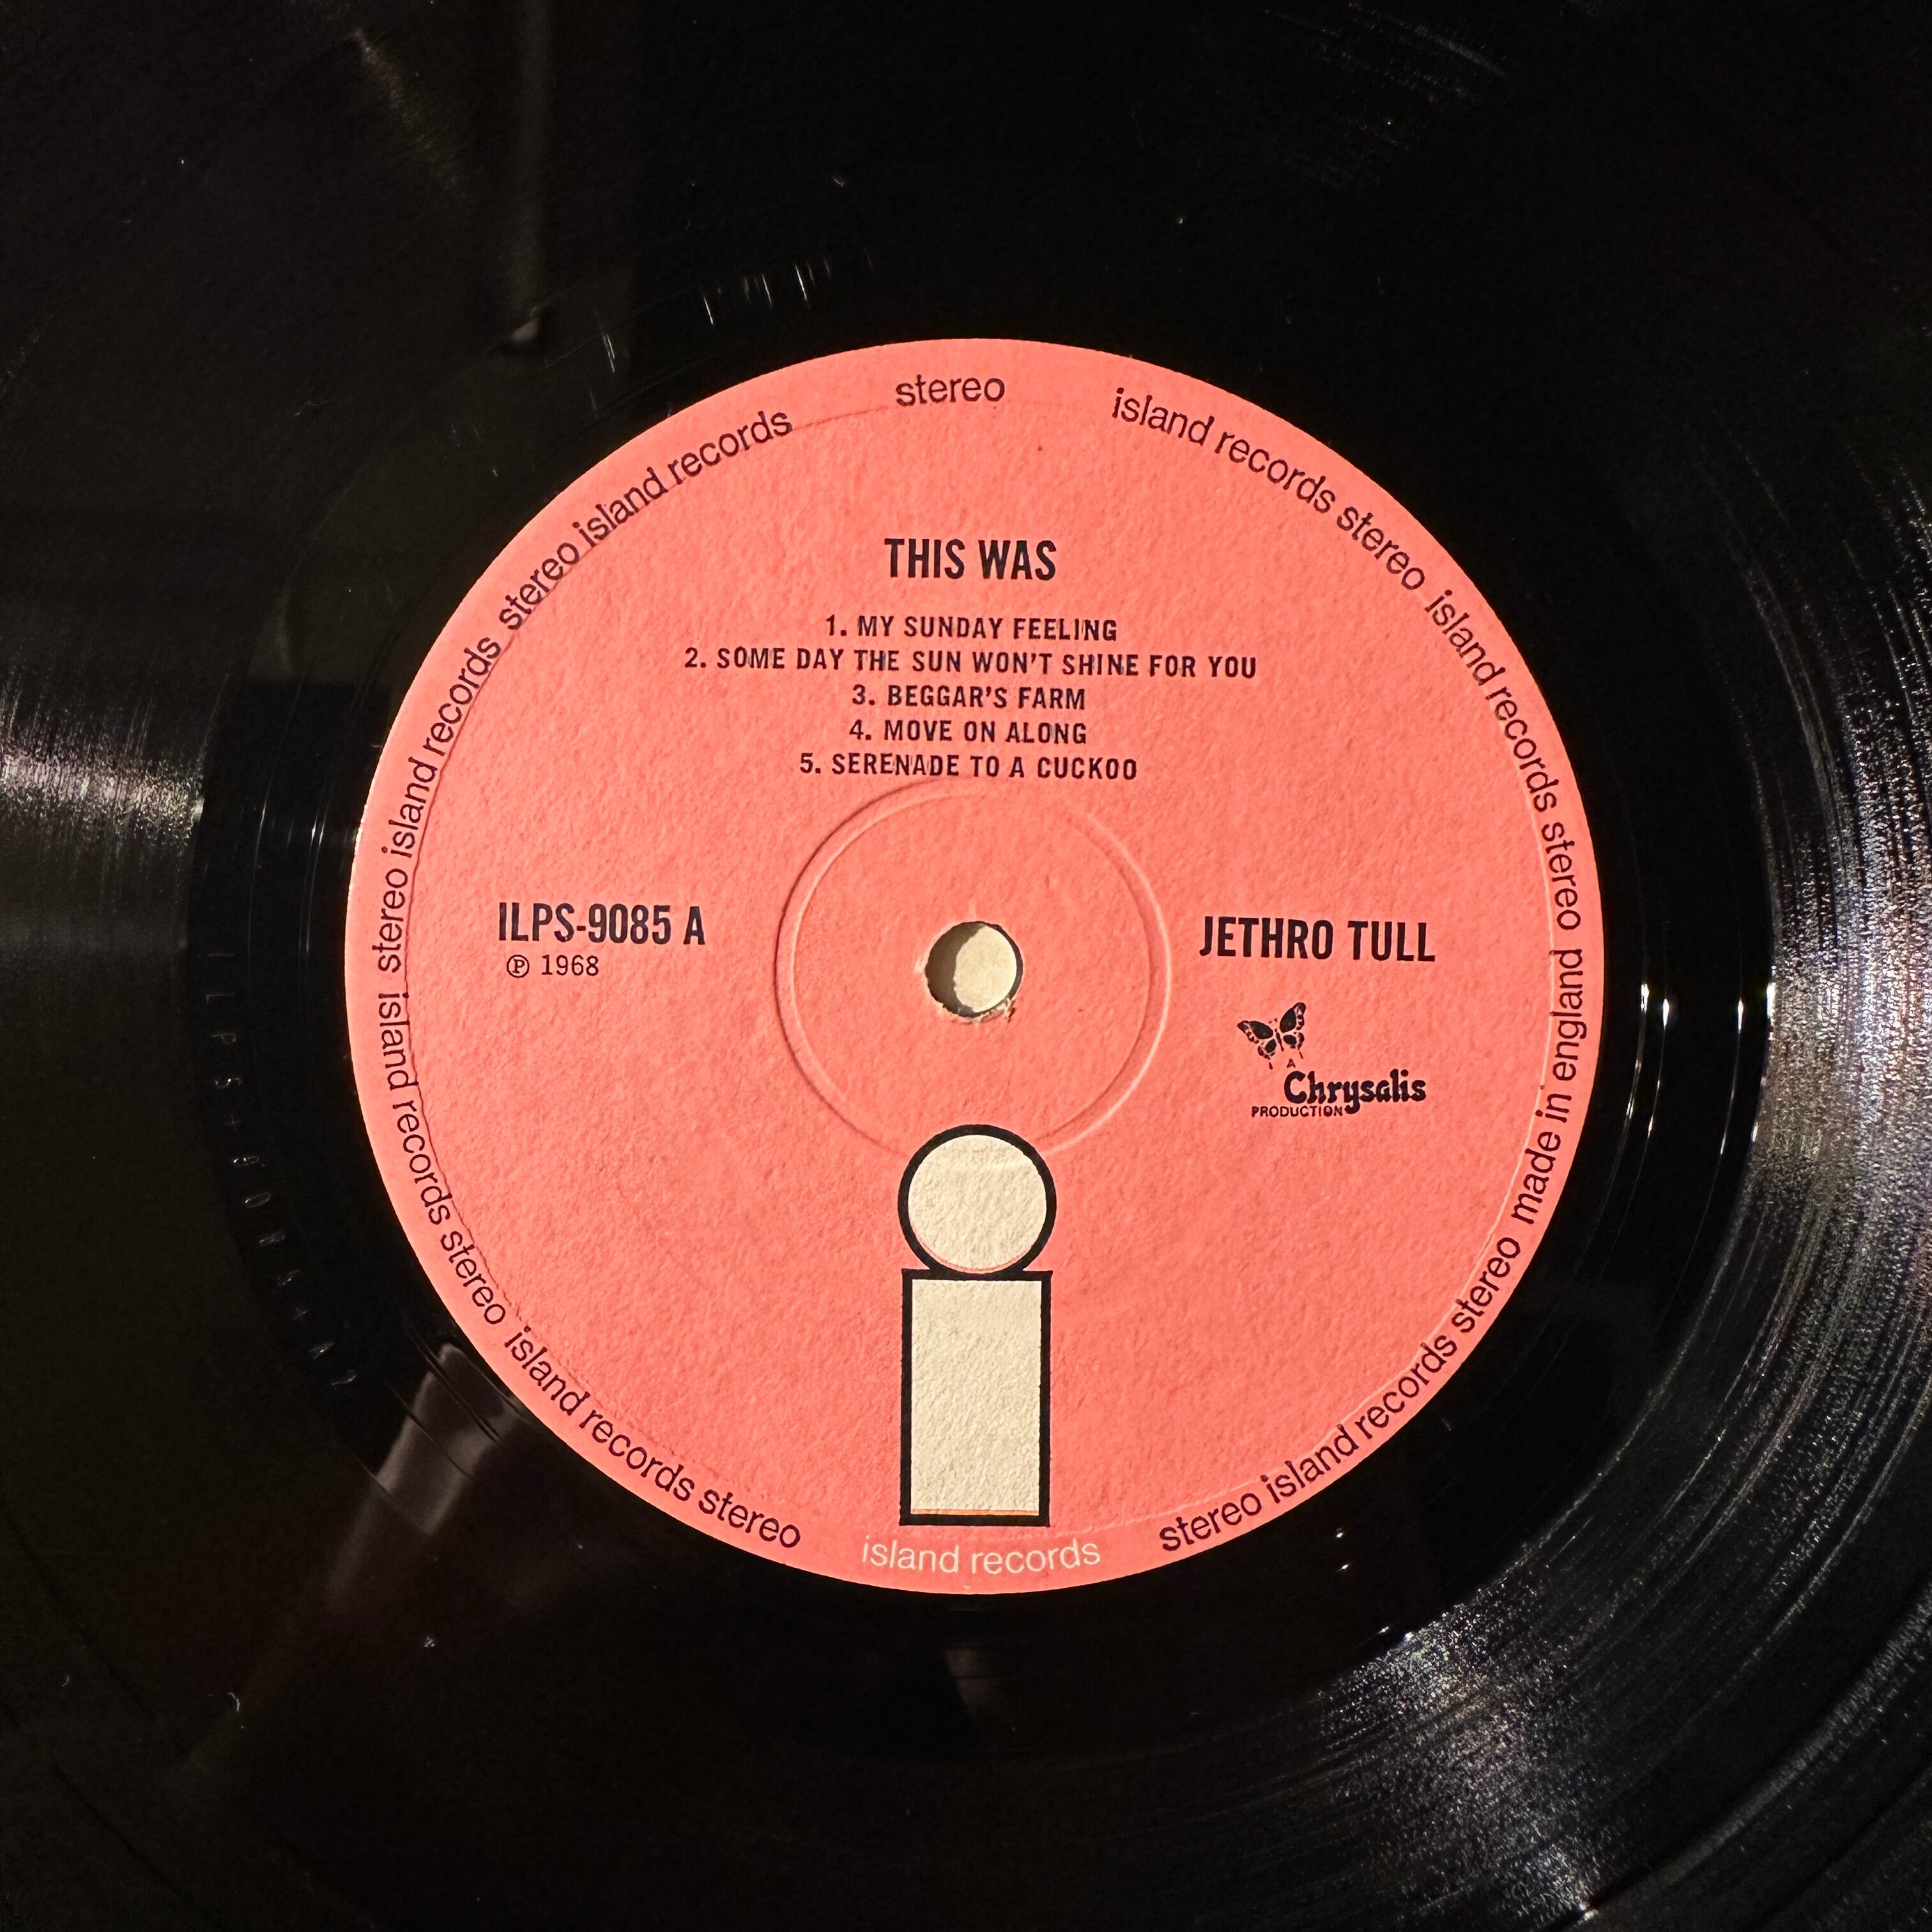 stereo
island records stereo island records stereo made in england
stereo island records stereo
island records
island records stereo island records stereo
stereo island records stereo island records
THIS WAS
1. MY SUNDAY FEELING
2. SOME DAY THE SUN WON'T SHINE FOR YOU
3. BEGGAR'S FARM
4. MOVE ON ALONG
5. SERENADE TO A CUCKOO
ILPS-9085 A
℗ 1968
JETHRO TULL
A
Chrysalis
PRODUCTION